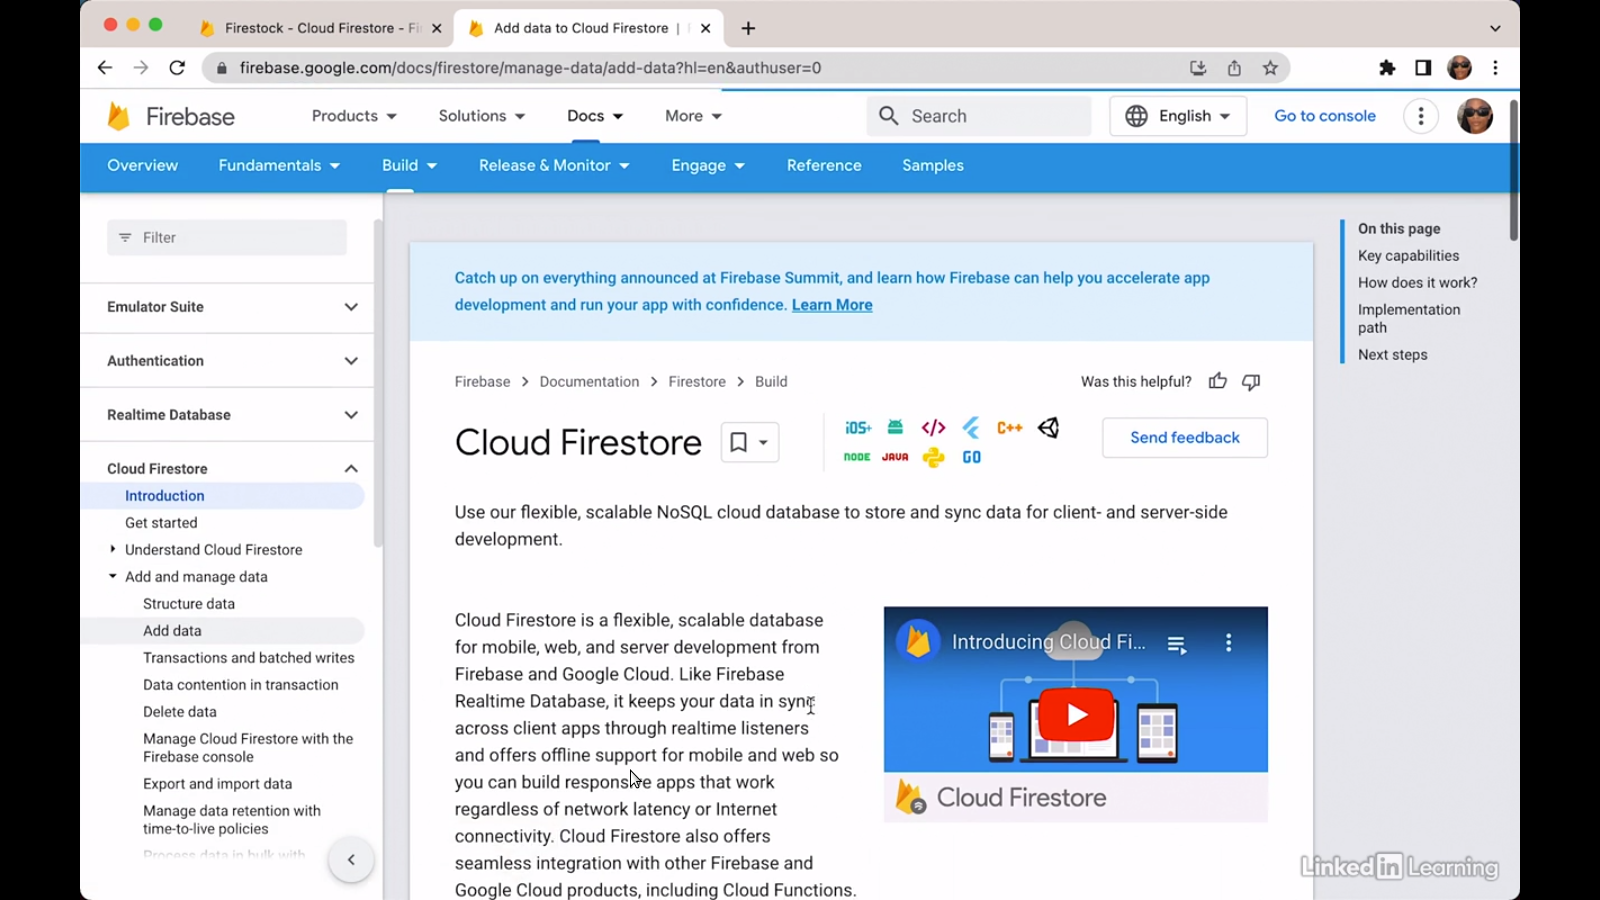 Firestock - Cloud Firestore - Fi
Add data to Cloud Firestore |
firebase.google.com/docs/firestore/manage-data/add-data?hl=en&authuser=0
Firebase
Products
Solutions
Docs
More
Search
English
Go to console
Overview
Fundamentals
Build
Release & Monitor
Engage
Reference
Samples
Filter
Emulator Suite
Authentication
Realtime Database
Cloud Firestore
Introduction
Get started
Understand Cloud Firestore
Add and manage data
Structure data
Add data
Transactions and batched writes
Data contention in transaction
Delete data
Manage Cloud Firestore with the
Firebase console
Export and import data
Manage data retention with
time-to-live policies
Process data in bulk with
Catch up on everything announced at Firebase Summit, and learn how Firebase can help you accelerate app
development and run your app with confidence. Learn More
Firebase > Documentation > Firestore > Build
Was this helpful?
Cloud Firestore
iOS+
</>
C++
NODE
JAVA
GO
Send feedback
Use our flexible, scalable NoSQL cloud database to store and sync data for client- and server-side
development.
Cloud Firestore is a flexible, scalable database
for mobile, web, and server development from
Firebase and Google Cloud. Like Firebase
Realtime Database, it keeps your data in sync
across client apps through realtime listeners
and offers offline support for mobile and web so
you can build responsive apps that work
regardless of network latency or Internet
connectivity. Cloud Firestore also offers
seamless integration with other Firebase and
Google Cloud products, including Cloud Functions.
Introducing Cloud Fi...
Cloud Firestore
On this page
Key capabilities
How does it work?
Implementation
path
Next steps
Linked in Learning